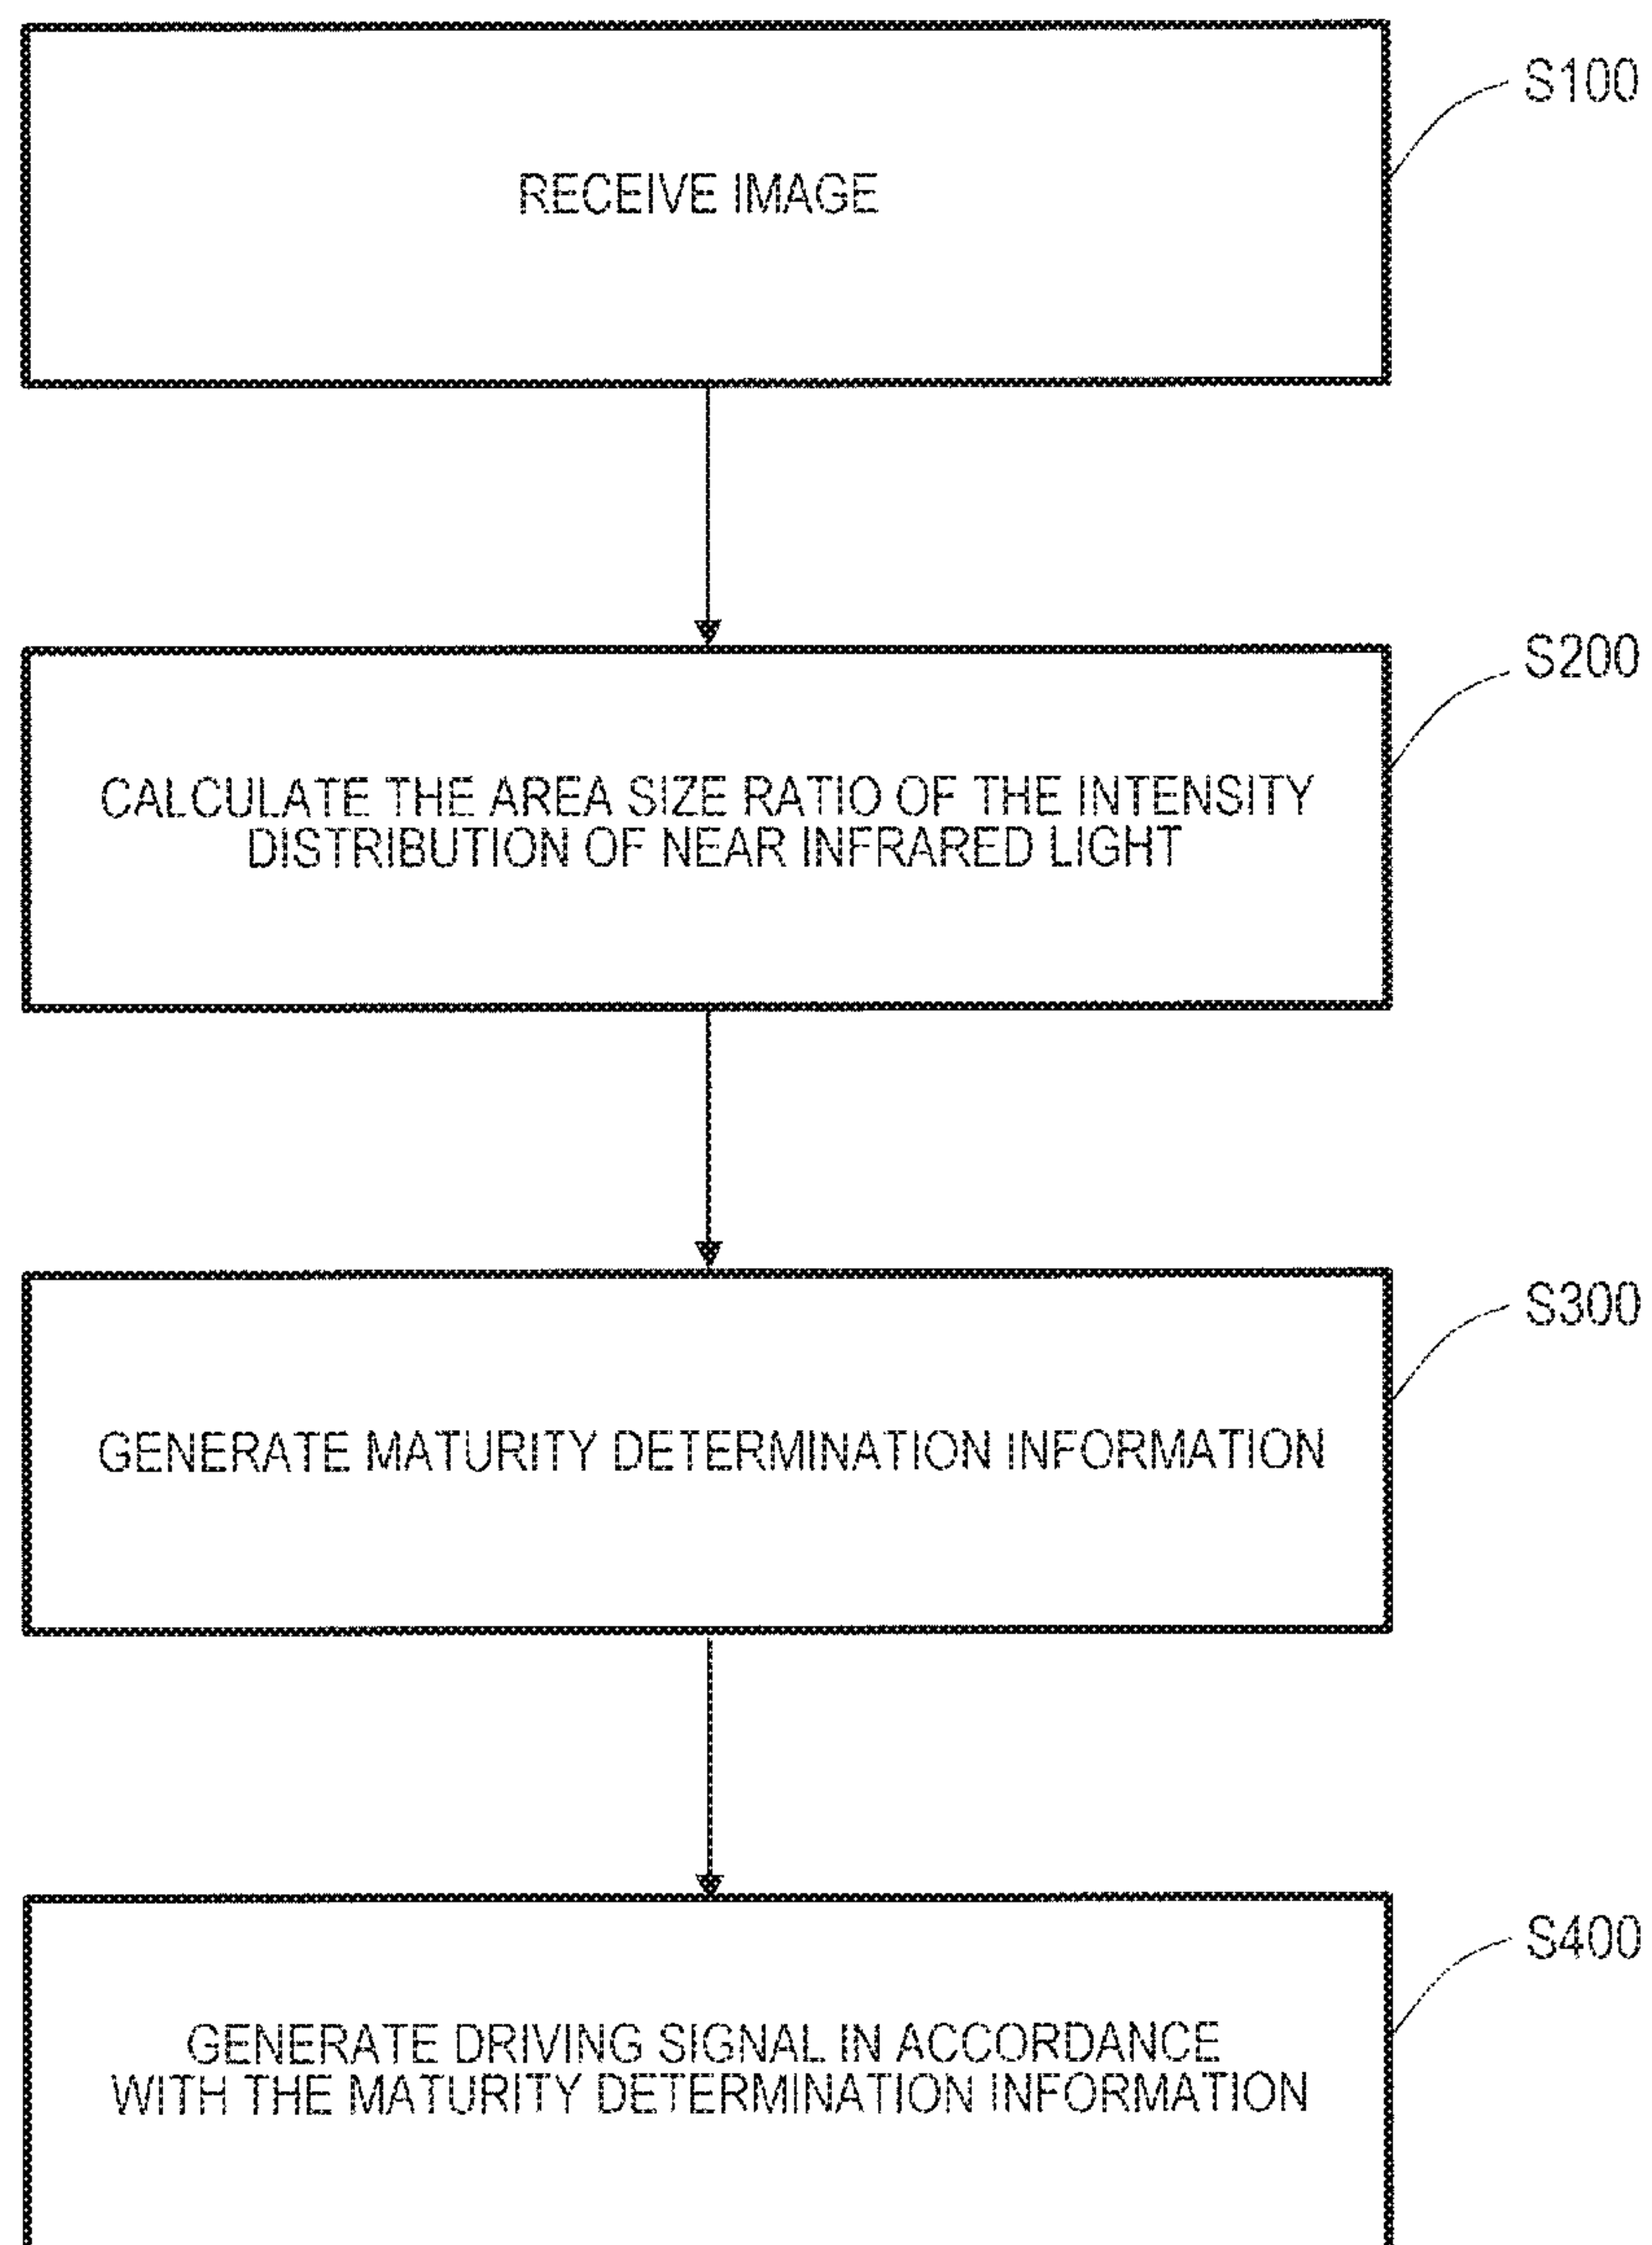 S100
RECEIVE IMAGE
S200
CALCULATE THE AREA SIZE RATIO OF THE INTENSITY
DISTRIBUTION OF NEAR INFRARED LIGHT
S300
GENERATE MATURITY DETERMINATION INFORMATION
S400
GENERATE DRIVING SIGNAL IN ACCORDANCE
WITH THE MATURITY DETERMINATION INFORMATION